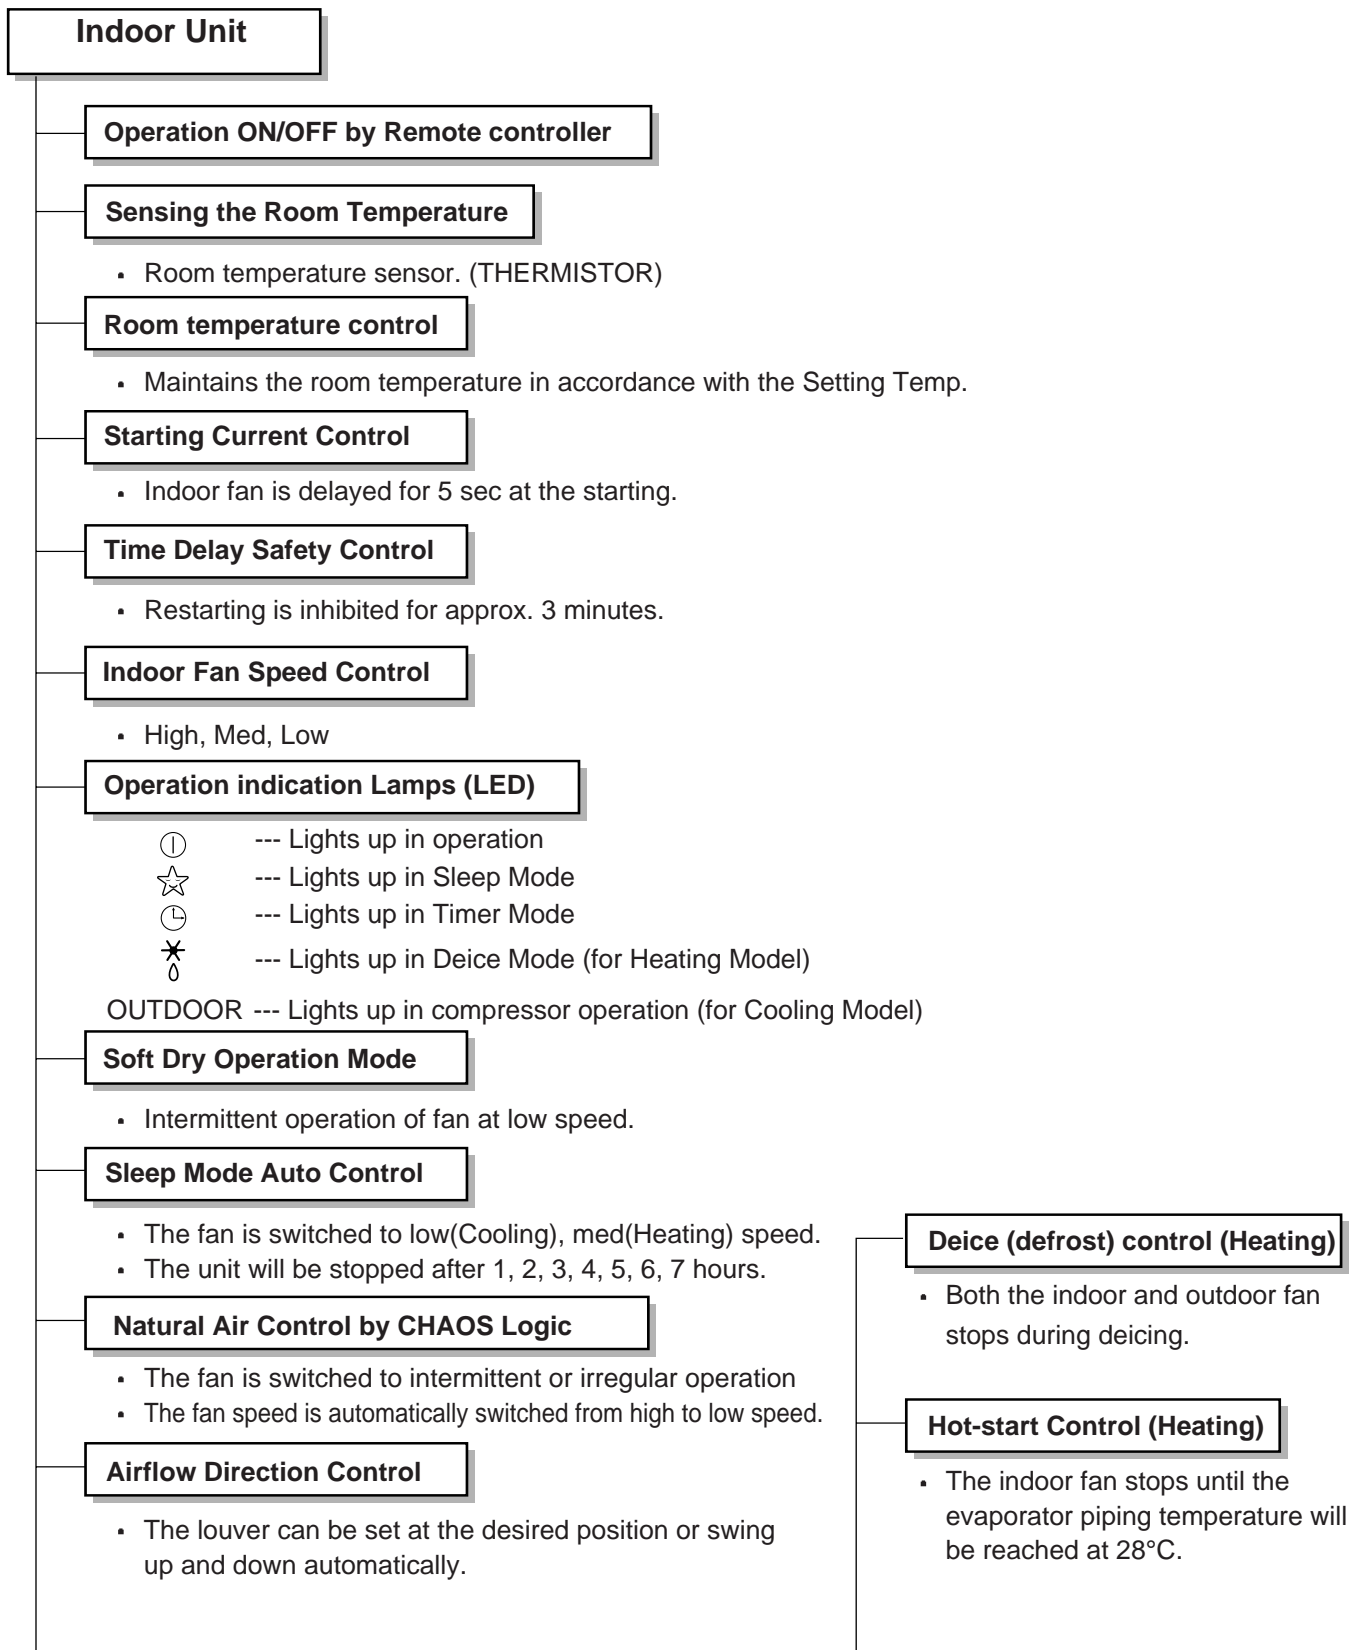 Indoor Unit
Operation ON/OFF by Remote controller
Sensing the Room Temperature
• Room temperature sensor. (THERMISTOR)
Room temperature control
• Maintains the room temperature in accordance with the Setting Temp.
Starting Current Control
• Indoor fan is delayed for 5 sec at the starting.
Time Delay Safety Control
• Restarting is inhibited for approx. 3 minutes.
Indoor Fan Speed Control
• High, Med, Low
Operation indication Lamps (LED)
--- Lights up in operation
--- Lights up in Sleep Mode
--- Lights up in Timer Mode
--- Lights up in Deice Mode (for Heating Model)
OUTDOOR --- Lights up in compressor operation (for Cooling Model)
Soft Dry Operation Mode
• Intermittent operation of fan at low speed.
Sleep Mode Auto Control
• The fan is switched to low(Cooling), med(Heating) speed.
• The unit will be stopped after 1, 2, 3, 4, 5, 6, 7 hours.
Natural Air Control by CHAOS Logic
• The fan is switched to intermittent or irregular operation
• The fan speed is automatically switched from high to low speed.
Airflow Direction Control
• The louver can be set at the desired position or swing
up and down automatically.
Deice (defrost) control (Heating)
• Both the indoor and outdoor fan
stops during deicing.
Hot-start Control (Heating)
• The indoor fan stops until the
evaporator piping temperature will
be reached at 28°C.